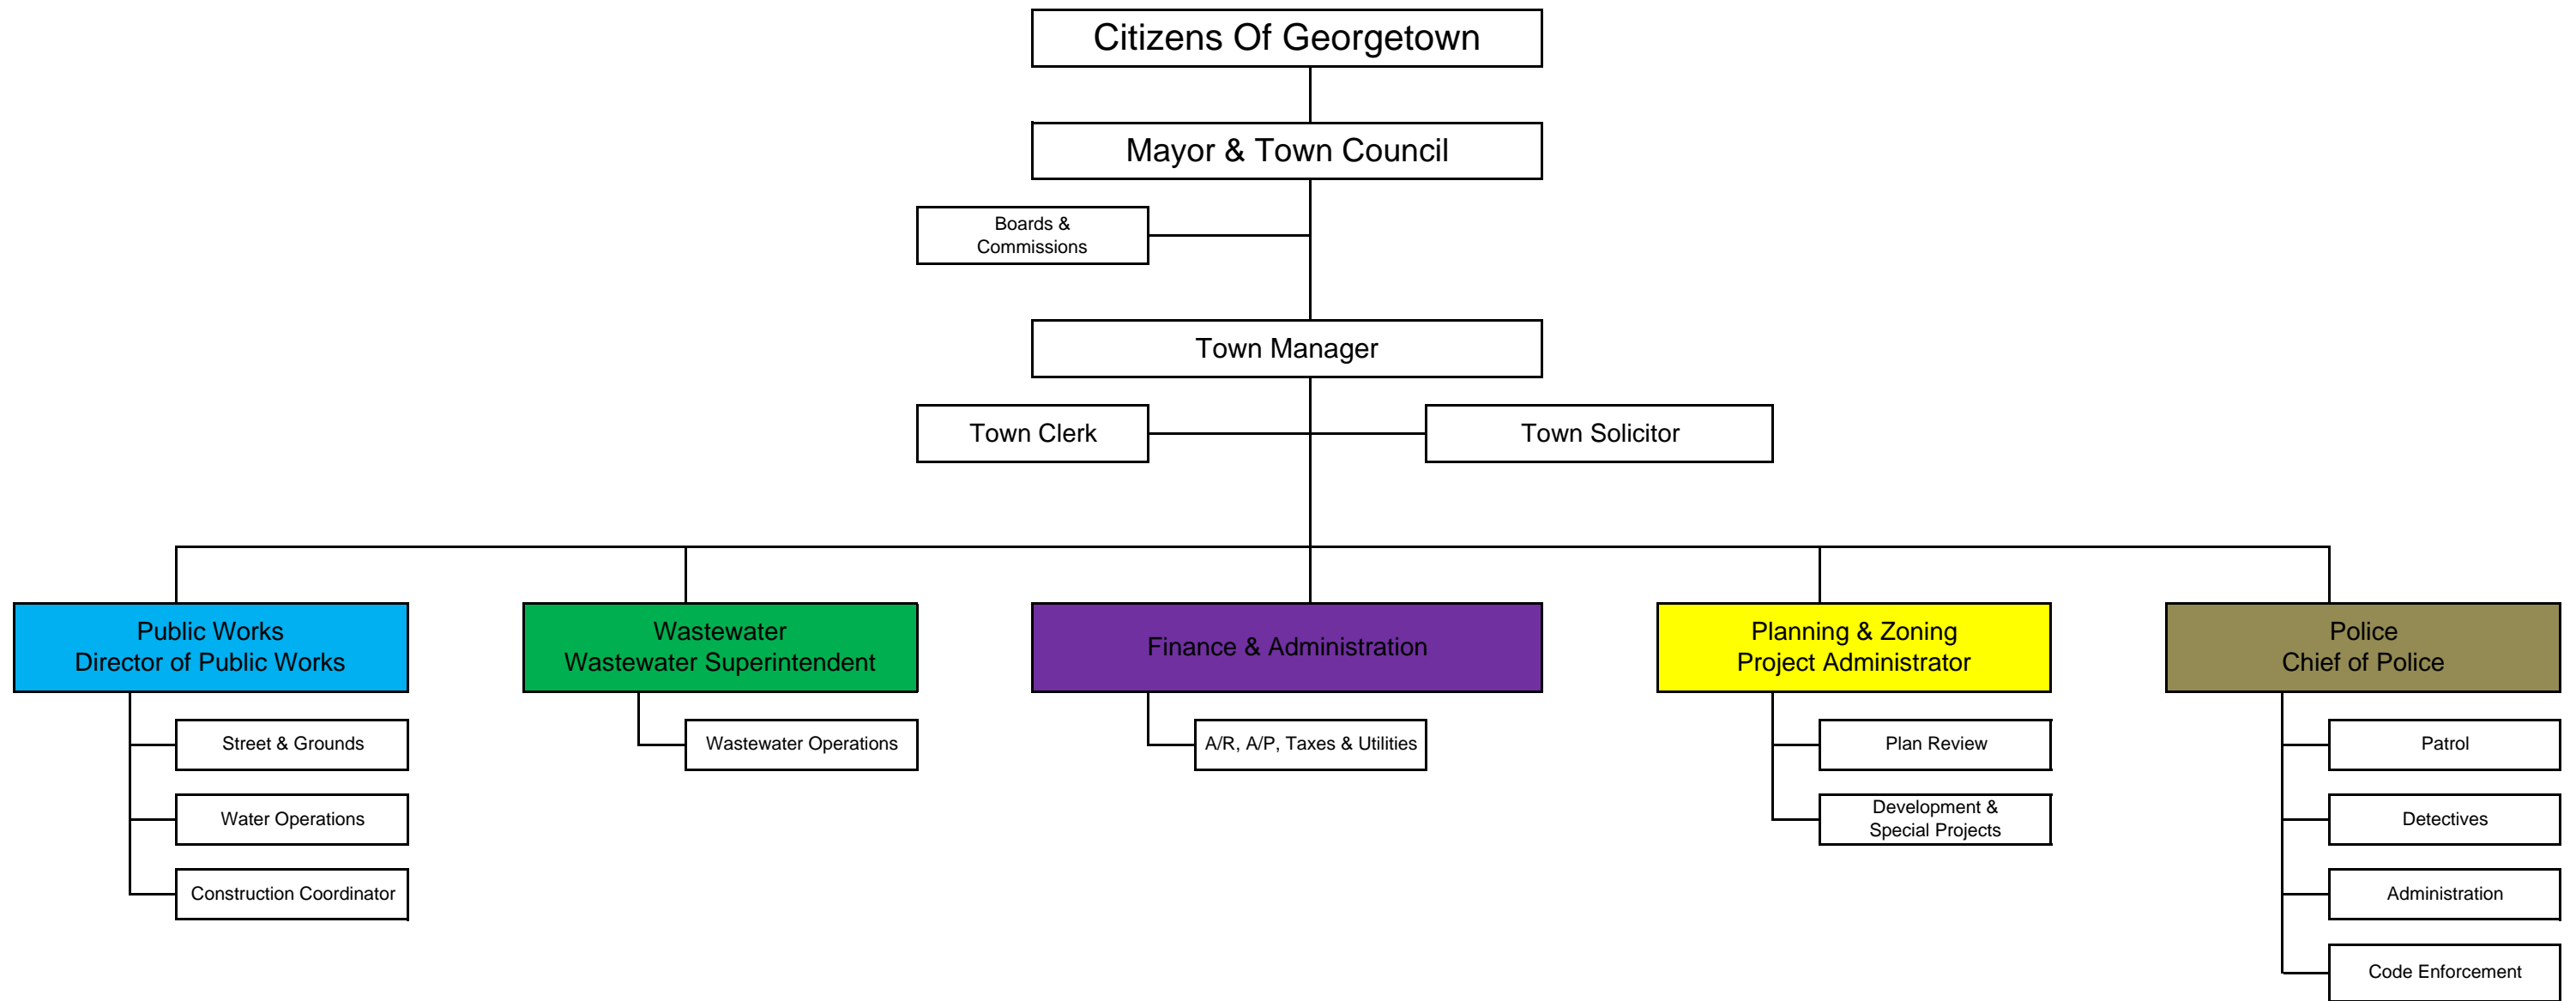 Citizens Of Georgetown
Mayor & Town Council
Boards &
Commissions
Town Manager
Town Clerk
Town Solicitor
Public Works
Director of Public Works
Wastewater
Wastewater Superintendent
Finance & Administration
Planning & Zoning
Project Administrator
Police
Chief of Police
Street & Grounds
Water Operations
Construction Coordinator
Wastewater Operations
A/R, A/P, Taxes & Utilities
Plan Review
Development &
Special Projects
Patrol
Detectives
Administration
Code Enforcement